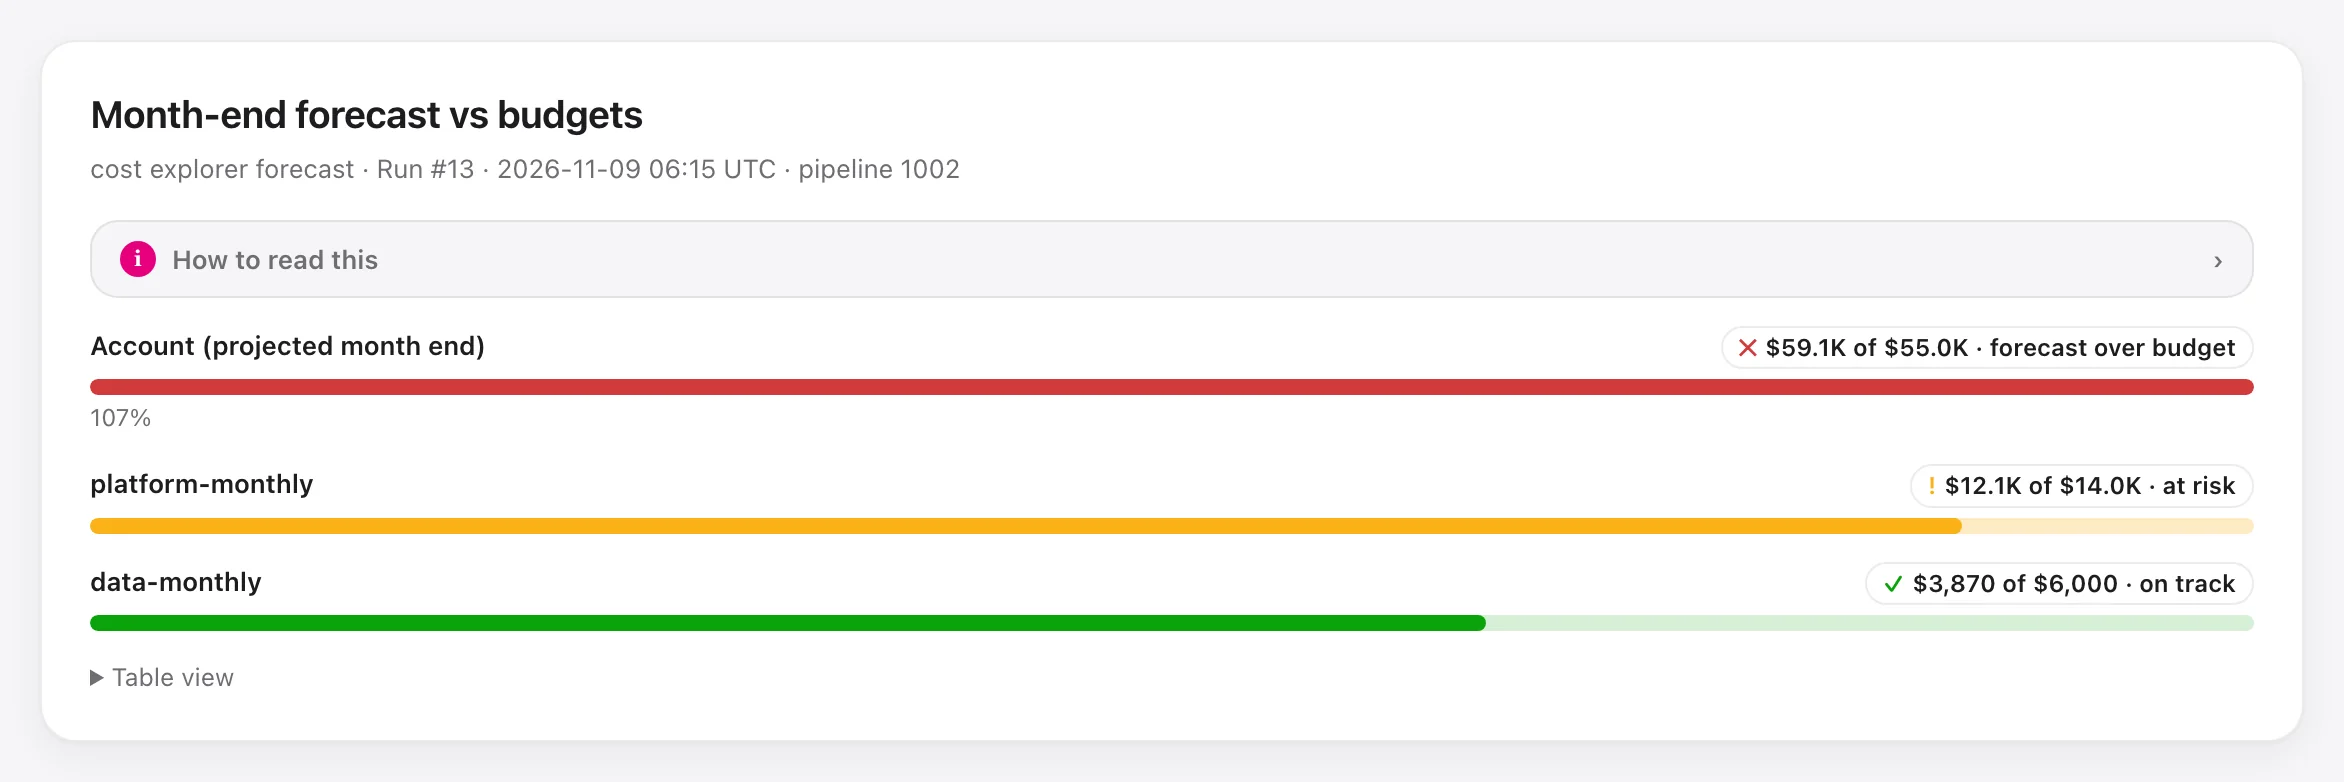 Month-end forecast vs budgets
cost explorer forecast · Run #13 · 2026-11-09 06:15 UTC · pipeline 1002
i How to read this ›
Account (projected month end) ✕ $59.1K of $55.0K · forecast over budget
107%
platform-monthly ! $12.1K of $14.0K · at risk
data-monthly ✓ $3,870 of $6,000 · on track
▶ Table view